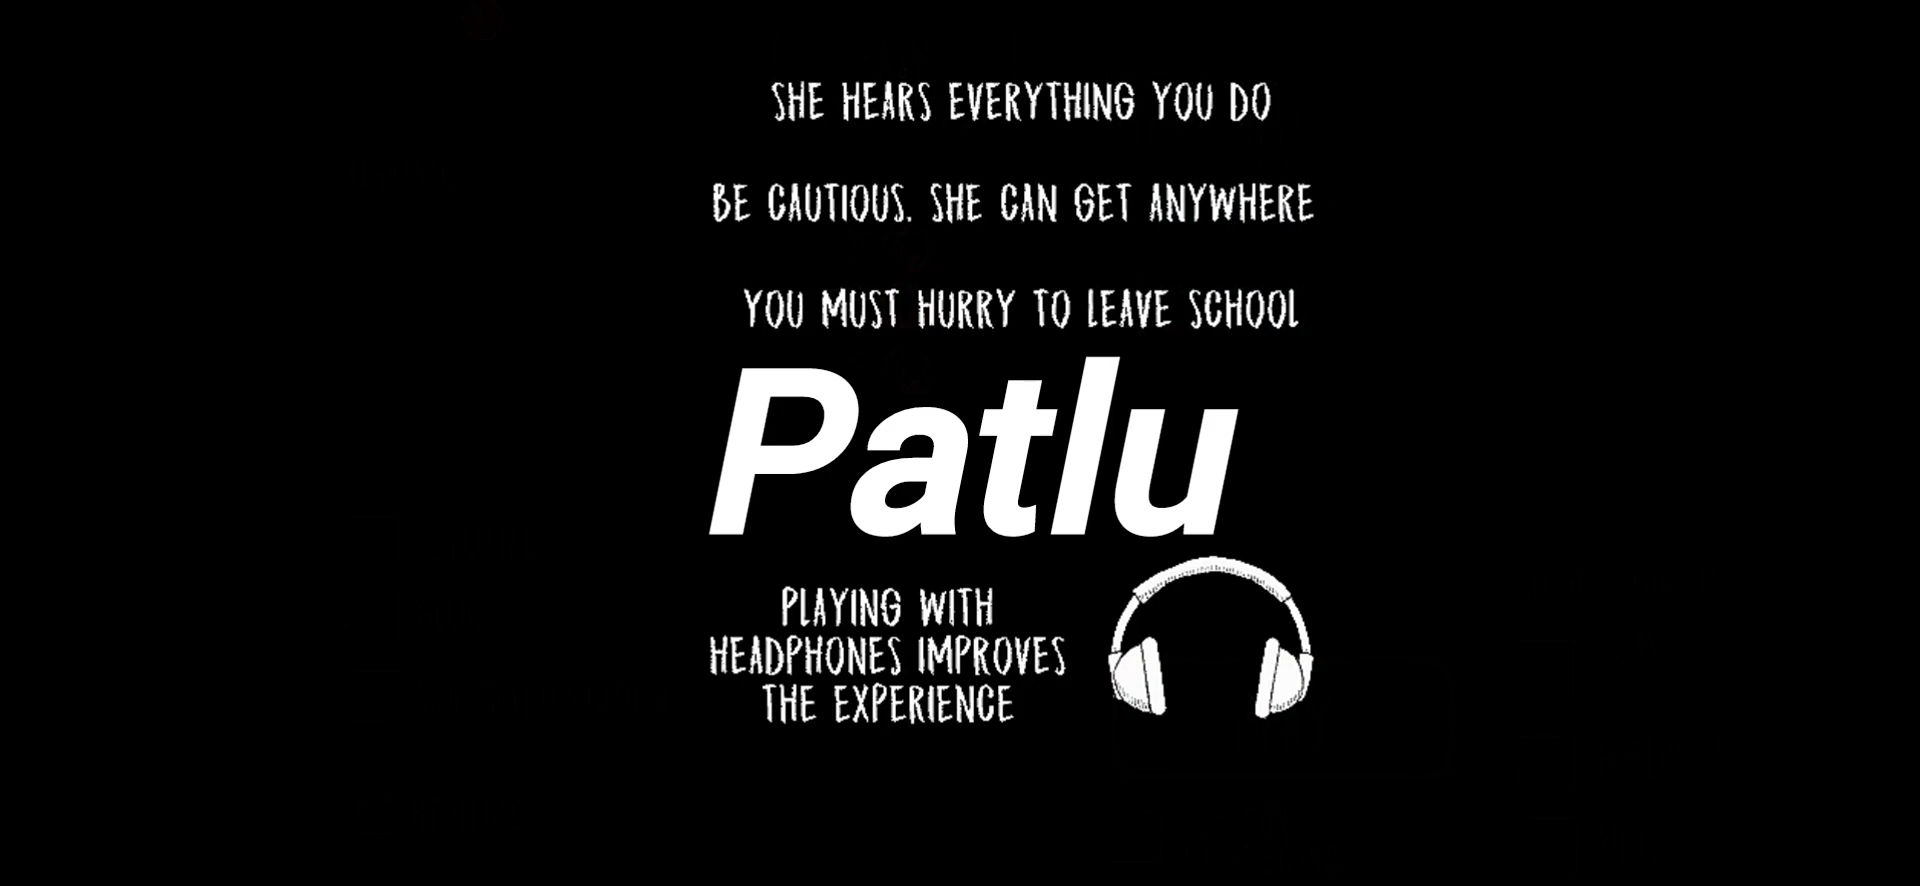 SHE HEARS EVERYTHING YOU DO
BE CAUTIOUS. SHE CAN GET ANYWHERE
YOU MUST HURRY TO LEAVE SCHOOL
Patlu
PLAYING WITH
HEADPHONES IMPROVES
THE EXPERIENCE